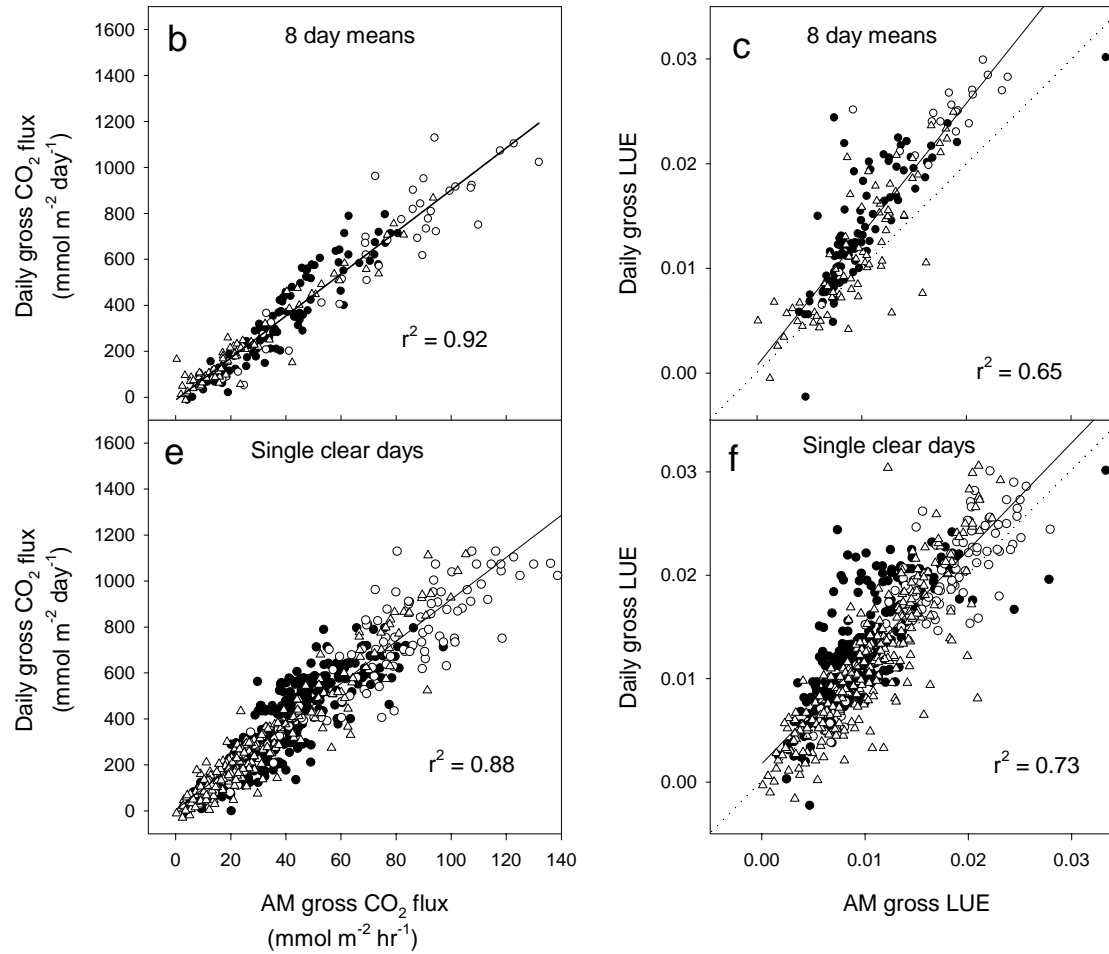 b
8 day means
1600
1400
1200
1000
800
600
400
200
0
Daily gross CO₂ flux
(mmol m⁻² day⁻¹)
r² = 0.92
c
8 day means
0.03
0.02
0.01
0.00
Daily gross LUE
r² = 0.65
e
Single clear days
1600
1400
1200
1000
800
600
400
200
0
Daily gross CO₂ flux
(mmol m⁻² day⁻¹)
r² = 0.88
0 20 40 60 80 100 120 140
AM gross CO₂ flux
(mmol m⁻² hr⁻¹)
f
Single clear days
0.03
0.02
0.01
0.00
Daily gross LUE
r² = 0.73
0.00 0.01 0.02 0.03
AM gross LUE